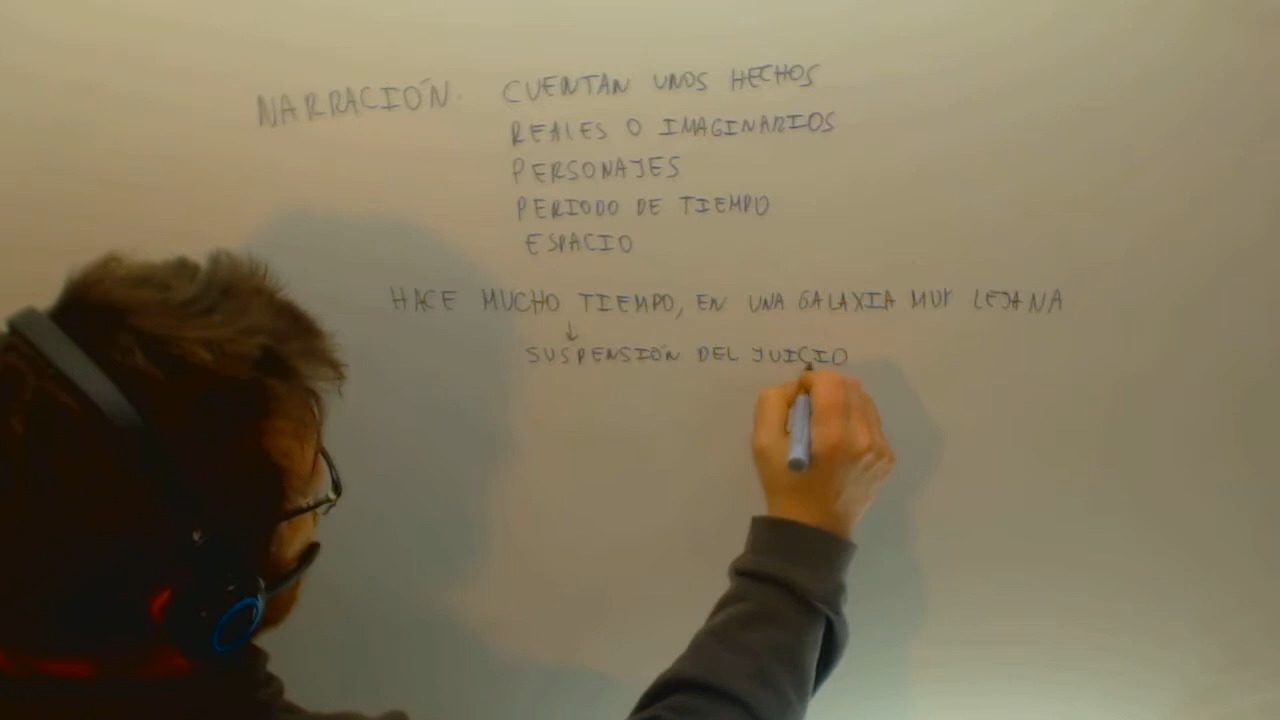 NARRACIÓN. CUENTAN UNOS HECHOS
REALES O IMAGINARIOS
PERSONAJES
PERIODO DE TIEMPO
ESPACIO
HACE MUCHO TIEMPO, EN UNA GALAXIA MUY LEJANA
↓
SUSPENSIÓN DEL JUICIO